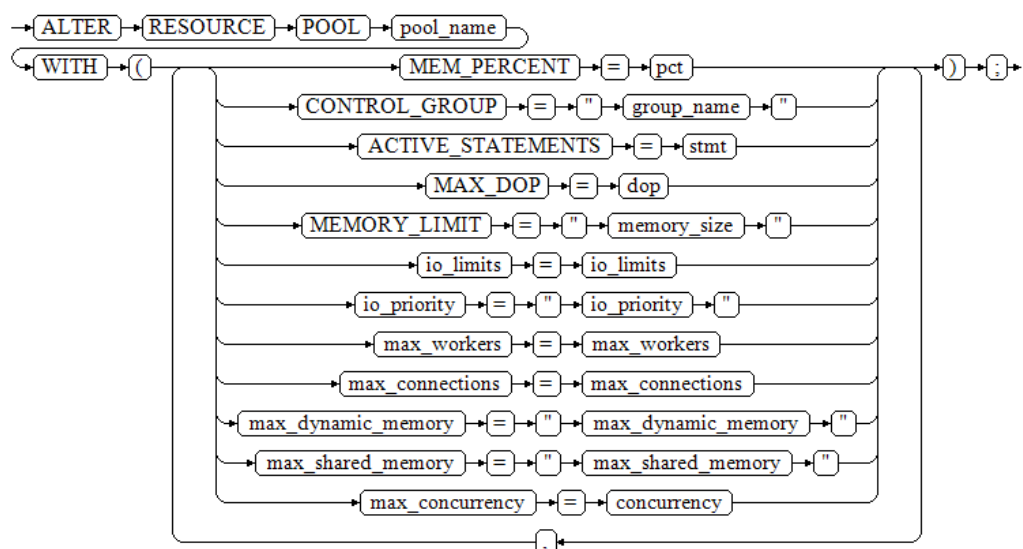 ALTER RESOURCE POOL pool_name
WITH ( MEM_PERCENT = pct ) ;
CONTROL_GROUP = " group_name "
ACTIVE_STATEMENTS = stmt
MAX_DOP = dop
MEMORY_LIMIT = " memory_size "
io_limits = io_limits
io_priority = " io_priority "
max_workers = max_workers
max_connections = max_connections
max_dynamic_memory = " max_dynamic_memory "
max_shared_memory = " max_shared_memory "
max_concurrency = concurrency
,